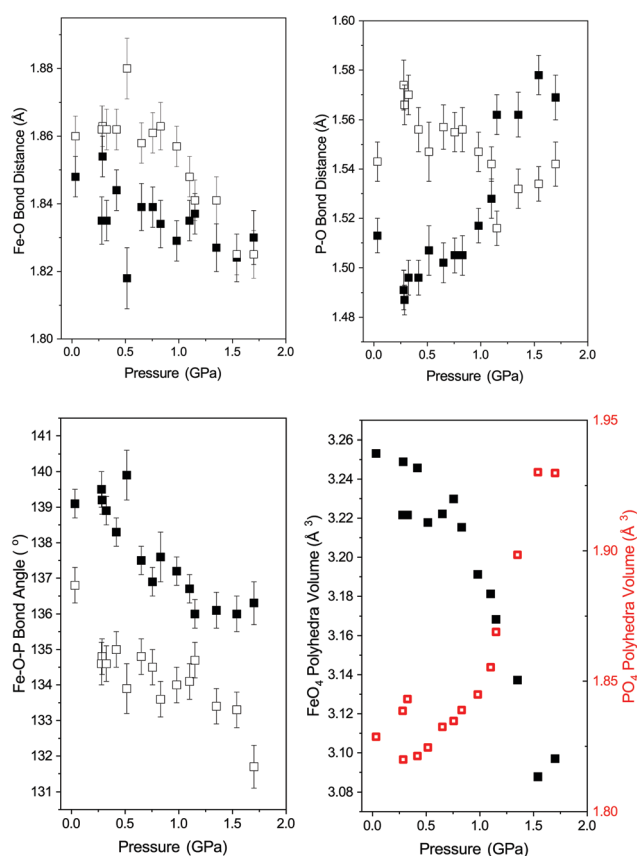 Fe-O Bond Distance (Å)
1.88
1.86
1.84
1.82
1.80
0.0 0.5 1.0 1.5 2.0
Pressure (GPa)
P-O Bond Distance (Å)
1.60
1.58
1.56
1.54
1.52
1.50
1.48
0.0 0.5 1.0 1.5 2.0
Pressure (GPa)
Fe-O-P Bond Angle ( °)
141
140
139
138
137
136
135
134
133
132
131
0.0 0.5 1.0 1.5 2.0
Pressure (GPa)
FeO₄ Polyhedra Volume (Å ³)
3.26
3.24
3.22
3.20
3.18
3.16
3.14
3.12
3.10
3.08
0.0 0.5 1.0 1.5 2.0
Pressure (GPa)
1.95
1.90
1.85
1.80
PO₄ Polyhedra Volume (Å ³)